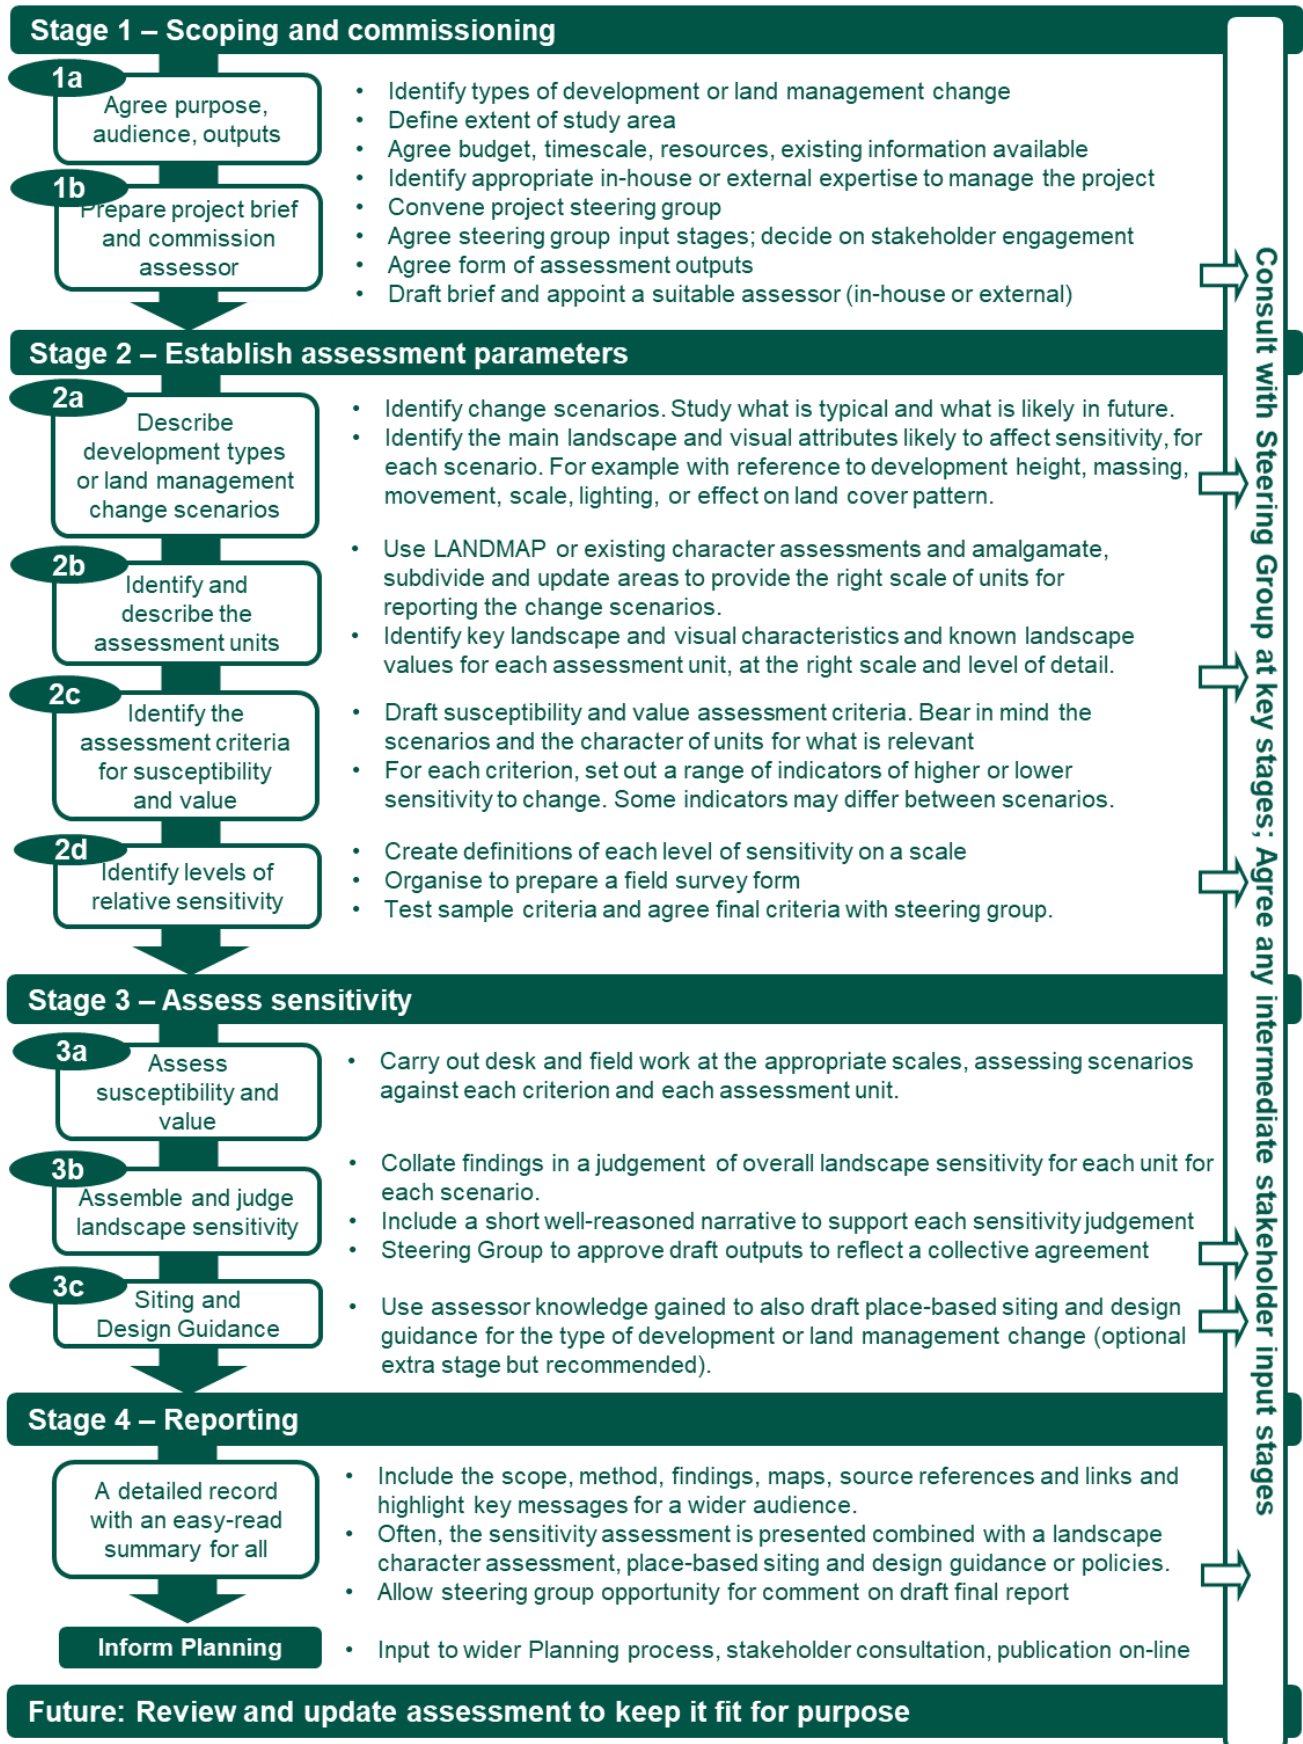 Stage 1 – Scoping and commissioning
1a
Agree purpose,
audience, outputs
1b
Prepare project brief
and commission
assessor
• Identify types of development or land management change
• Define extent of study area
• Agree budget, timescale, resources, existing information available
• Identify appropriate in-house or external expertise to manage the project
• Convene project steering group
• Agree steering group input stages; decide on stakeholder engagement
• Agree form of assessment outputs
• Draft brief and appoint a suitable assessor (in-house or external)
Stage 2 – Establish assessment parameters
2a
Describe
development types
or land management
change scenarios
• Identify change scenarios. Study what is typical and what is likely in future.
• Identify the main landscape and visual attributes likely to affect sensitivity, for
each scenario. For example with reference to development height, massing,
movement, scale, lighting, or effect on land cover pattern.
2b
Identify and
describe the
assessment units
• Use LANDMAP or existing character assessments and amalgamate,
subdivide and update areas to provide the right scale of units for
reporting the change scenarios.
• Identify key landscape and visual characteristics and known landscape
values for each assessment unit, at the right scale and level of detail.
2c
Identify the
assessment criteria
for susceptibility
and value
• Draft susceptibility and value assessment criteria. Bear in mind the
scenarios and the character of units for what is relevant
• For each criterion, set out a range of indicators of higher or lower
sensitivity to change. Some indicators may differ between scenarios.
2d
Identify levels of
relative sensitivity
• Create definitions of each level of sensitivity on a scale
• Organise to prepare a field survey form
• Test sample criteria and agree final criteria with steering group.
Stage 3 – Assess sensitivity
3a
Assess
susceptibility and
value
• Carry out desk and field work at the appropriate scales, assessing scenarios
against each criterion and each assessment unit.
3b
Assemble and judge
landscape sensitivity
• Collate findings in a judgement of overall landscape sensitivity for each unit for
each scenario.
• Include a short well-reasoned narrative to support each sensitivity judgement
• Steering Group to approve draft outputs to reflect a collective agreement
3c
Siting and
Design Guidance
• Use assessor knowledge gained to also draft place-based siting and design
guidance for the type of development or land management change (optional
extra stage but recommended).
Stage 4 – Reporting
A detailed record
with an easy-read
summary for all
• Include the scope, method, findings, maps, source references and links and
highlight key messages for a wider audience.
• Often, the sensitivity assessment is presented combined with a landscape
character assessment, place-based siting and design guidance or policies.
• Allow steering group opportunity for comment on draft final report
Inform Planning
• Input to wider Planning process, stakeholder consultation, publication on-line
Future: Review and update assessment to keep it fit for purpose
Consult with Steering Group at key stages; Agree any intermediate stakeholder input stages